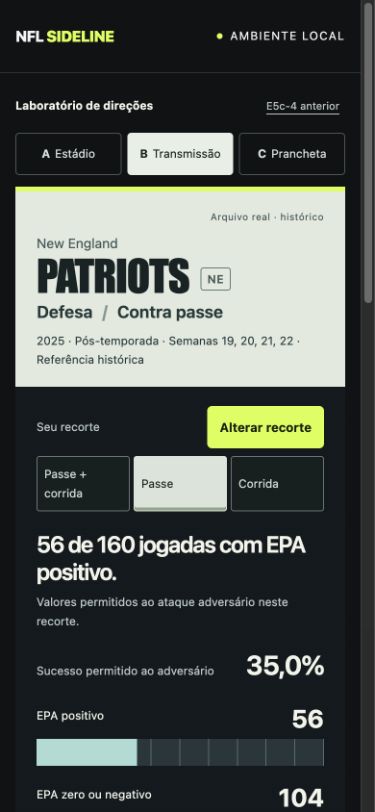 NFL SIDELINE
AMBIENTE LOCAL
Laboratório de direções
E5c-4 anterior
A Estádio
B Transmissão
C Prancheta
Arquivo real · histórico
New England
PATRIOTS NE
Defesa / Contra passe
2025 · Pós-temporada · Semanas 19, 20, 21, 22 ·
Referência histórica
Seu recorte
Alterar recorte
Passe +
corrida
Passe
Corrida
56 de 160 jogadas com EPA
positivo.
Valores permitidos ao ataque adversário neste
recorte.
Sucesso permitido ao adversário
35,0%
EPA positivo
56
EPA zero ou negativo
104